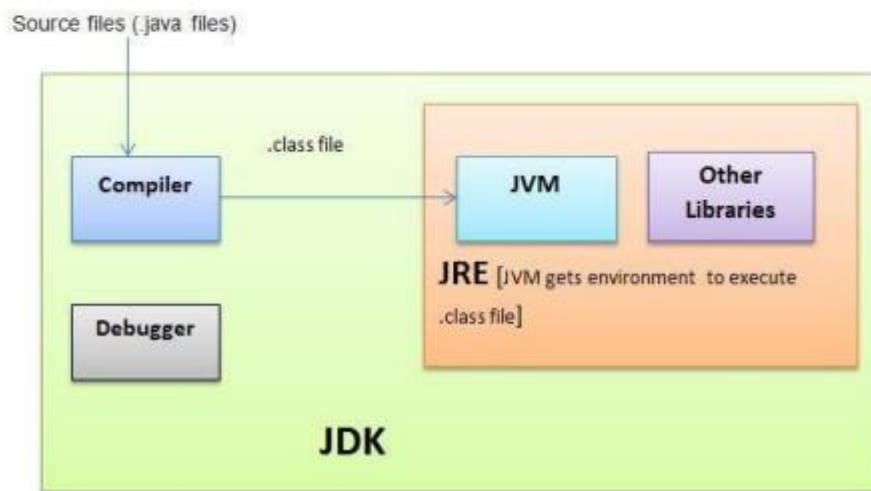 Source files (.java files)
.class file
Compiler
JVM
Other
Libraries
JRE [JVM gets environment to execute
.class file]
Debugger
JDK